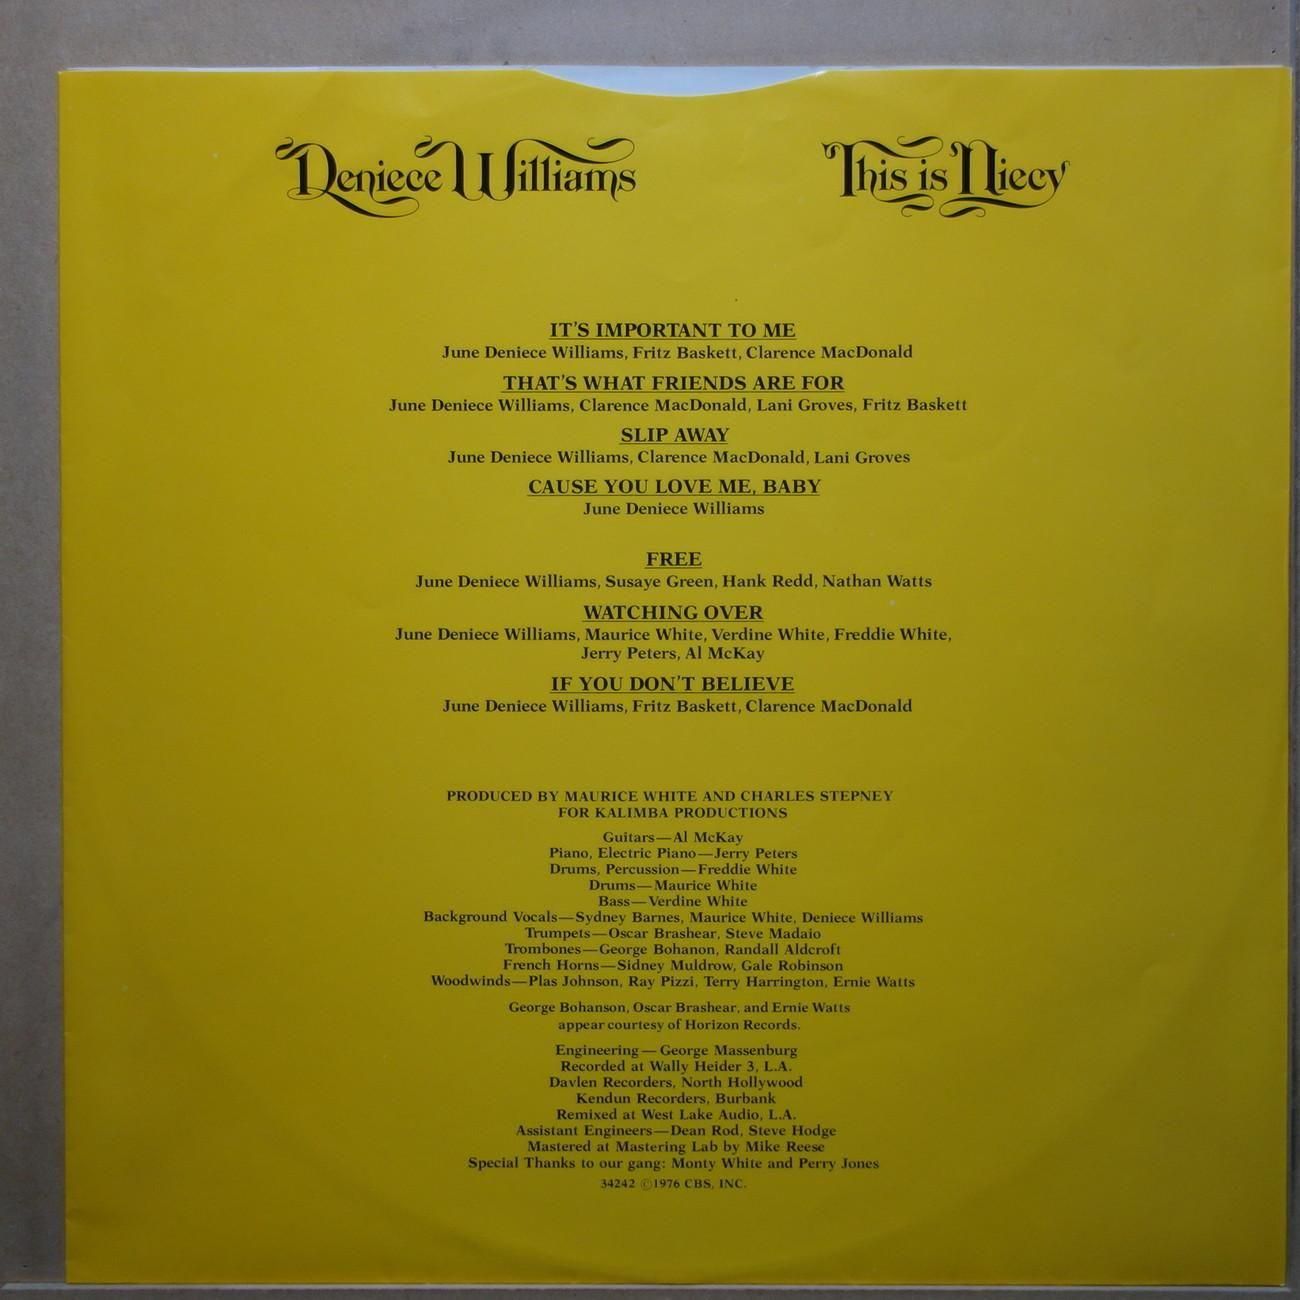 Deniece Williams
This is Niecy
IT'S IMPORTANT TO ME
June Deniece Williams, Fritz Baskett, Clarence MacDonald
THAT'S WHAT FRIENDS ARE FOR
June Deniece Williams, Clarence MacDonald, Lani Groves, Fritz Baskett
SLIP AWAY
June Deniece Williams, Clarence MacDonald, Lani Groves
CAUSE YOU LOVE ME, BABY
June Deniece Williams
FREE
June Deniece Williams, Susaye Green, Hank Redd, Nathan Watts
WATCHING OVER
June Deniece Williams, Maurice White, Verdine White, Freddie White,
Jerry Peters, Al McKay
IF YOU DON'T BELIEVE
June Deniece Williams, Fritz Baskett, Clarence MacDonald
PRODUCED BY MAURICE WHITE AND CHARLES STEPNEY
FOR KALIMBA PRODUCTIONS
Guitars—Al McKay
Piano, Electric Piano—Jerry Peters
Drums, Percussion—Freddie White
Drums—Maurice White
Bass—Verdine White
Background Vocals—Sydney Barnes, Maurice White, Deniece Williams
Trumpets—Oscar Brashear, Steve Madaio
Trombones—George Bohanon, Randall Aldcroft
French Horns—Sidney Muldrow, Gale Robinson
Woodwinds—Plas Johnson, Ray Pizzi, Terry Harrington, Ernie Watts
George Bohanson, Oscar Brashear, and Ernie Watts
appear courtesy of Horizon Records.
Engineering—George Massenburg
Recorded at Wally Heider 3, L.A.
Davlen Recorders, North Hollywood
Kendun Recorders, Burbank
Remixed at West Lake Audio, L.A.
Assistant Engineers—Dean Rod, Steve Hodge
Mastered at Mastering Lab by Mike Reese
Special Thanks to our gang: Monty White and Perry Jones
34242 ©1976 CBS, INC.